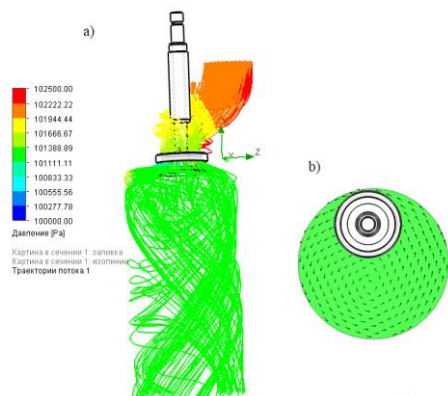 a)
102500.00
102222.22
101944.44
101666.67
101388.89
101111.11
100833.33
100555.56
100277.78
100000.00
Давление [Pa]
Картина в сечении 1: заливка
Картина в сечении 1: изолинии
Траектории потока 1
Y
Z
b)